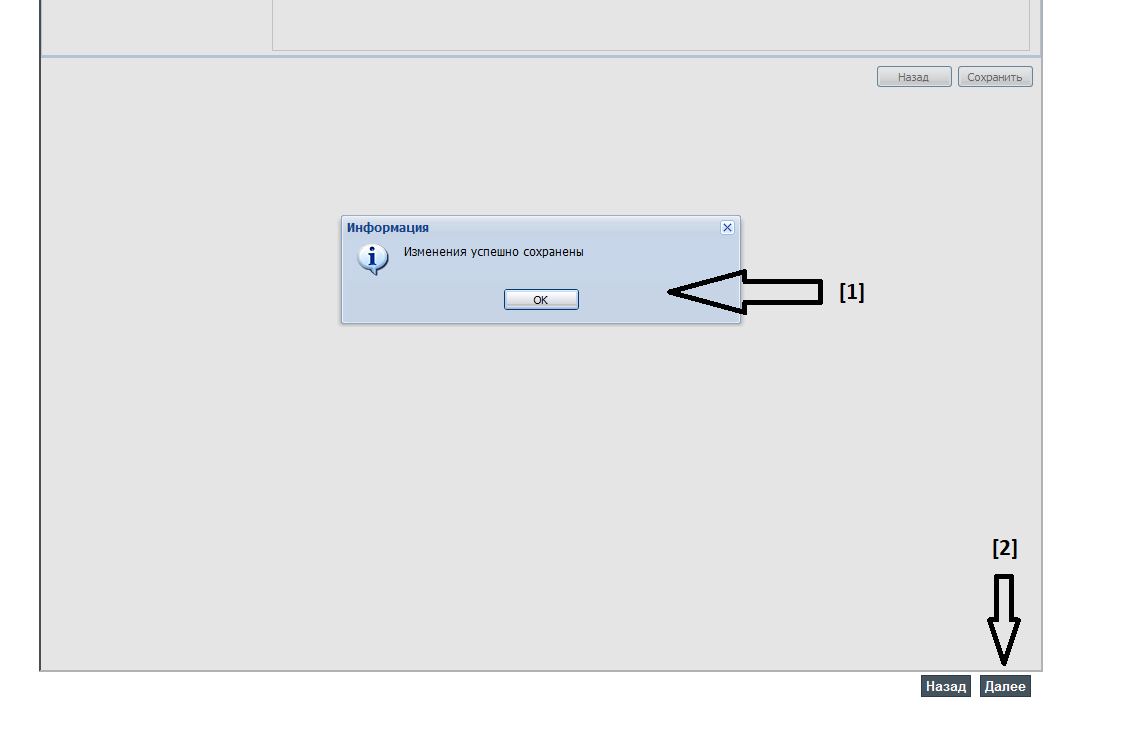 Назад Сохранить
Информация
Изменения успешно сохранены
OK
[1]
[2]
Назад Далее